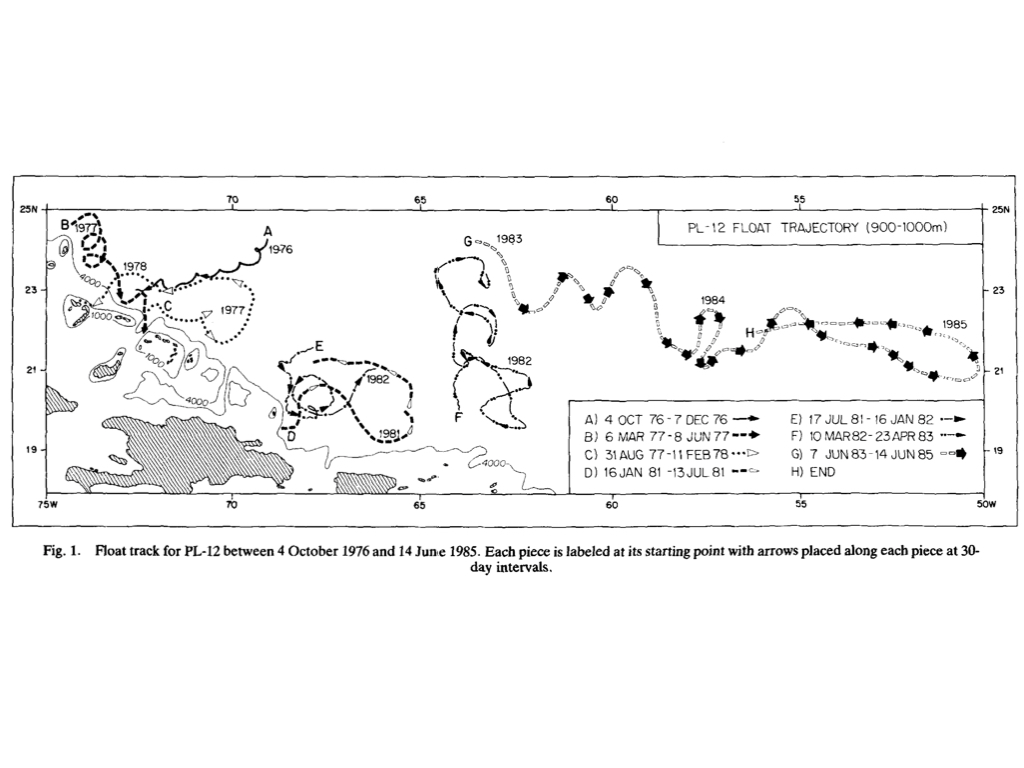 70 65 60 55
25N 25N
PL-12 FLOAT TRAJECTORY (900-1000m)
B 1977 A 1976 G 1983
1978
4000 23 23
C 1977 1984
1000 H 1985
1000 E
21 1982 1982 21
4000
D 1981 F
19 4000 19
A) 4 OCT 76 - 7 DEC 76 E) 17 JUL 81 - 16 JAN 82
B) 6 MAR 77 - 8 JUN 77 F) 10 MAR 82 - 23 APR 83
C) 31 AUG 77 - 11 FEB 78 G) 7 JUN 83 - 14 JUN 85
D) 16 JAN 81 - 13 JUL 81 H) END
75W 70 65 60 55 50W
Fig. 1. Float track for PL-12 between 4 October 1976 and 14 June 1985. Each piece is labeled at its starting point with arrows placed along each piece at 30-
day intervals.